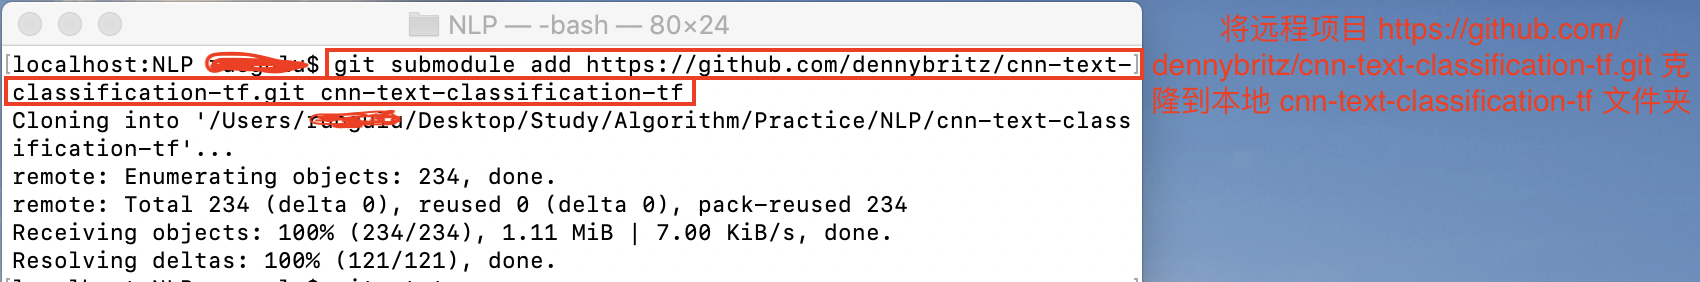 NLP — -bash — 80×24
[localhost:NLP $ git submodule add https://github.com/dennybritz/cnn-text-]
classification-tf.git cnn-text-classification-tf
Cloning into '/Users/ /Desktop/Study/Algorithm/Practice/NLP/cnn-text-class
ification-tf'...
remote: Enumerating objects: 234, done.
remote: Total 234 (delta 0), reused 0 (delta 0), pack-reused 234
Receiving objects: 100% (234/234), 1.11 MiB | 7.00 KiB/s, done.
Resolving deltas: 100% (121/121), done.
将远程项目 https://github.com/
dennybritz/cnn-text-classification-tf.git 克
隆到本地 cnn-text-classification-tf 文件夹